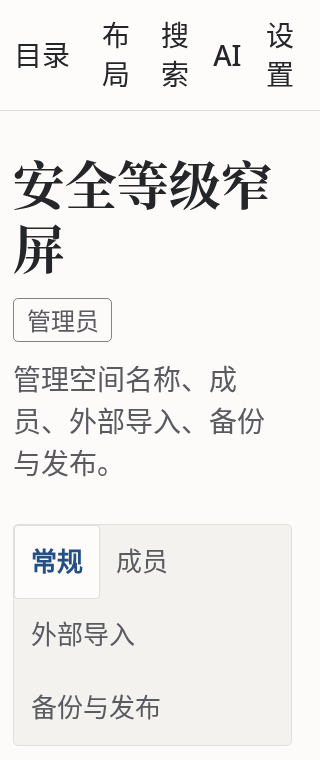 目录 布局 搜索 AI 设置
安全等级窄
屏
管理员
管理空间名称、成
员、外部导入、备份
与发布。
常规 成员
外部导入
备份与发布